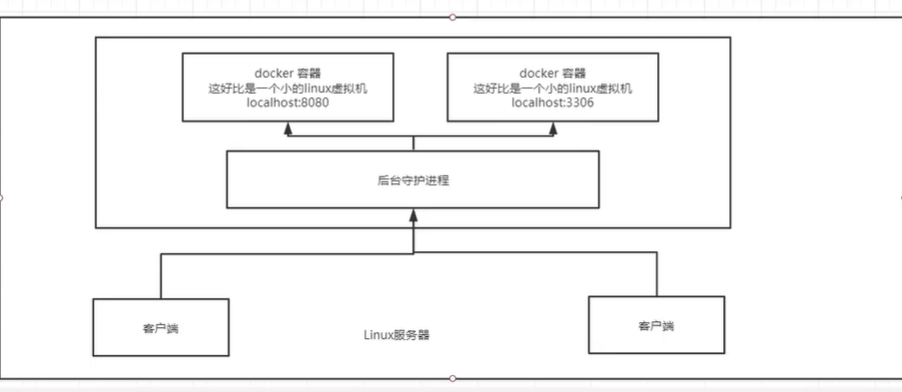 docker 容器
这好比是一个小的linux虚拟机
localhost:8080
docker 容器
这好比是一个小的linux虚拟机
localhost:3306
后台守护进程
客户端
Linux服务器
客户端